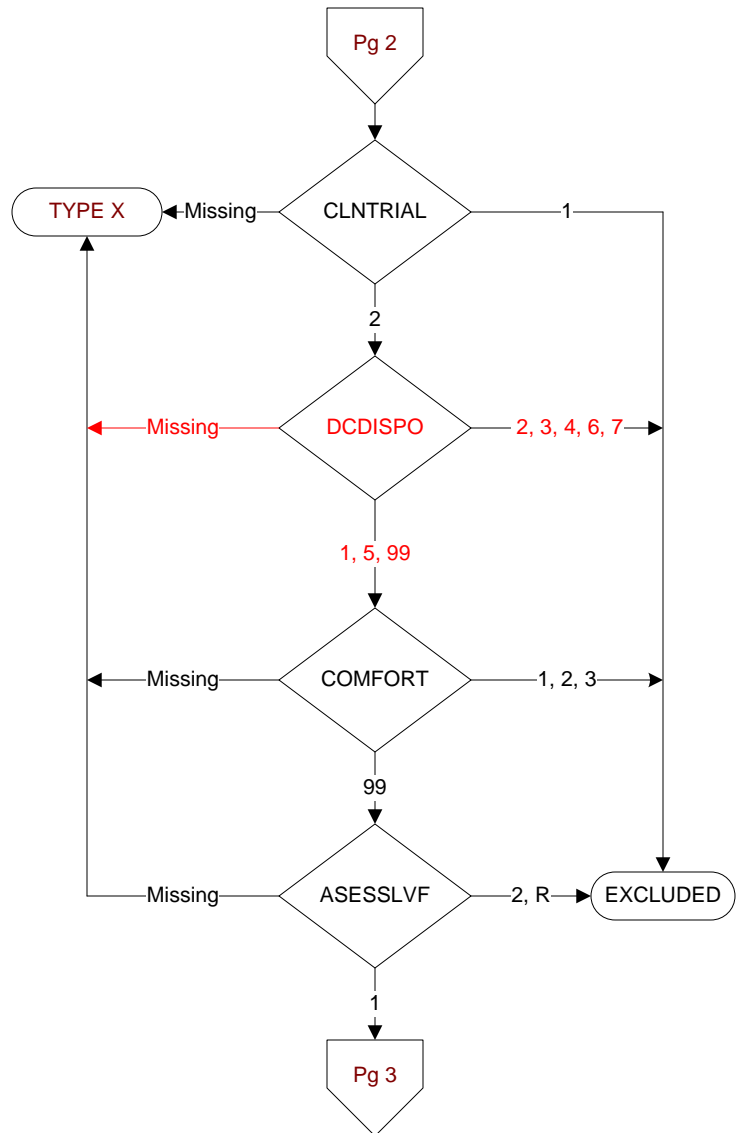 Pg 2
TYPE X
Missing
CLNTRIAL
1
2
Missing
DCDISPO
2, 3, 4, 6, 7
1, 5, 99
Missing
COMFORT
1, 2, 3
99
Missing
ASESSLVF
2, R
EXCLUDED
1
Pg 3